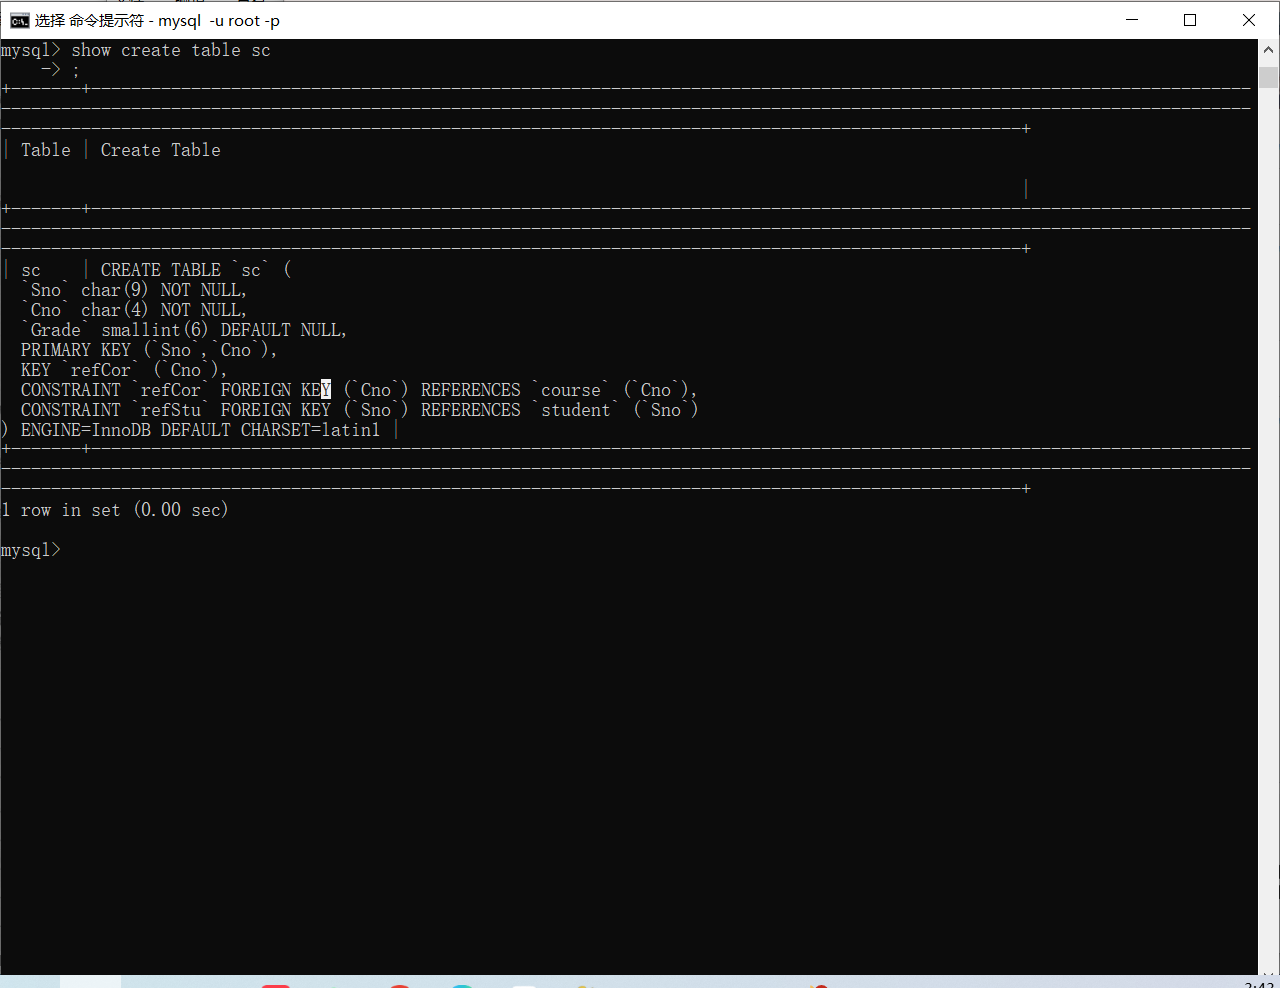 选择 命令提示符 - mysql  -u root -p
mysql> show create table sc
    -> ;
| Table | Create Table
|
| sc    | CREATE TABLE `sc` (
  `Sno` char(9) NOT NULL,
  `Cno` char(4) NOT NULL,
  `Grade` smallint(6) DEFAULT NULL,
  PRIMARY KEY (`Sno`,`Cno`),
  KEY `refCor` (`Cno`),
  CONSTRAINT `refCor` FOREIGN KEY (`Cno`) REFERENCES `course` (`Cno`),
  CONSTRAINT `refStu` FOREIGN KEY (`Sno`) REFERENCES `student` (`Sno`)
) ENGINE=InnoDB DEFAULT CHARSET=latin1 |
1 row in set (0.00 sec)
mysql>